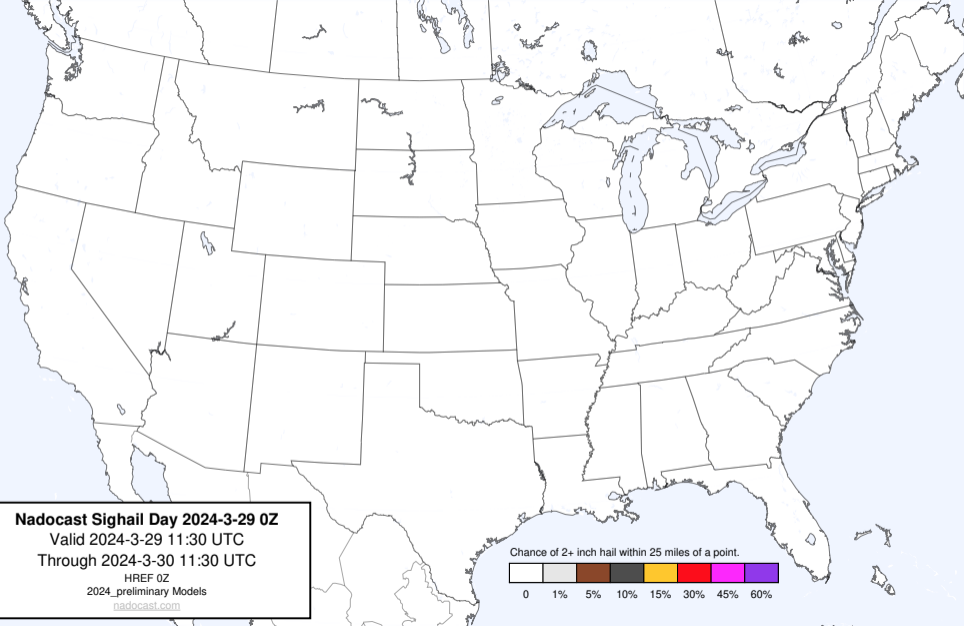 Nadocast Sighail Day 2024-3-29 0Z
Valid 2024-3-29 11:30 UTC
Through 2024-3-30 11:30 UTC
HREF 0Z
2024_preliminary Models
nadocast.com
Chance of 2+ inch hail within 25 miles of a point.
0 1% 5% 10% 15% 30% 45% 60%